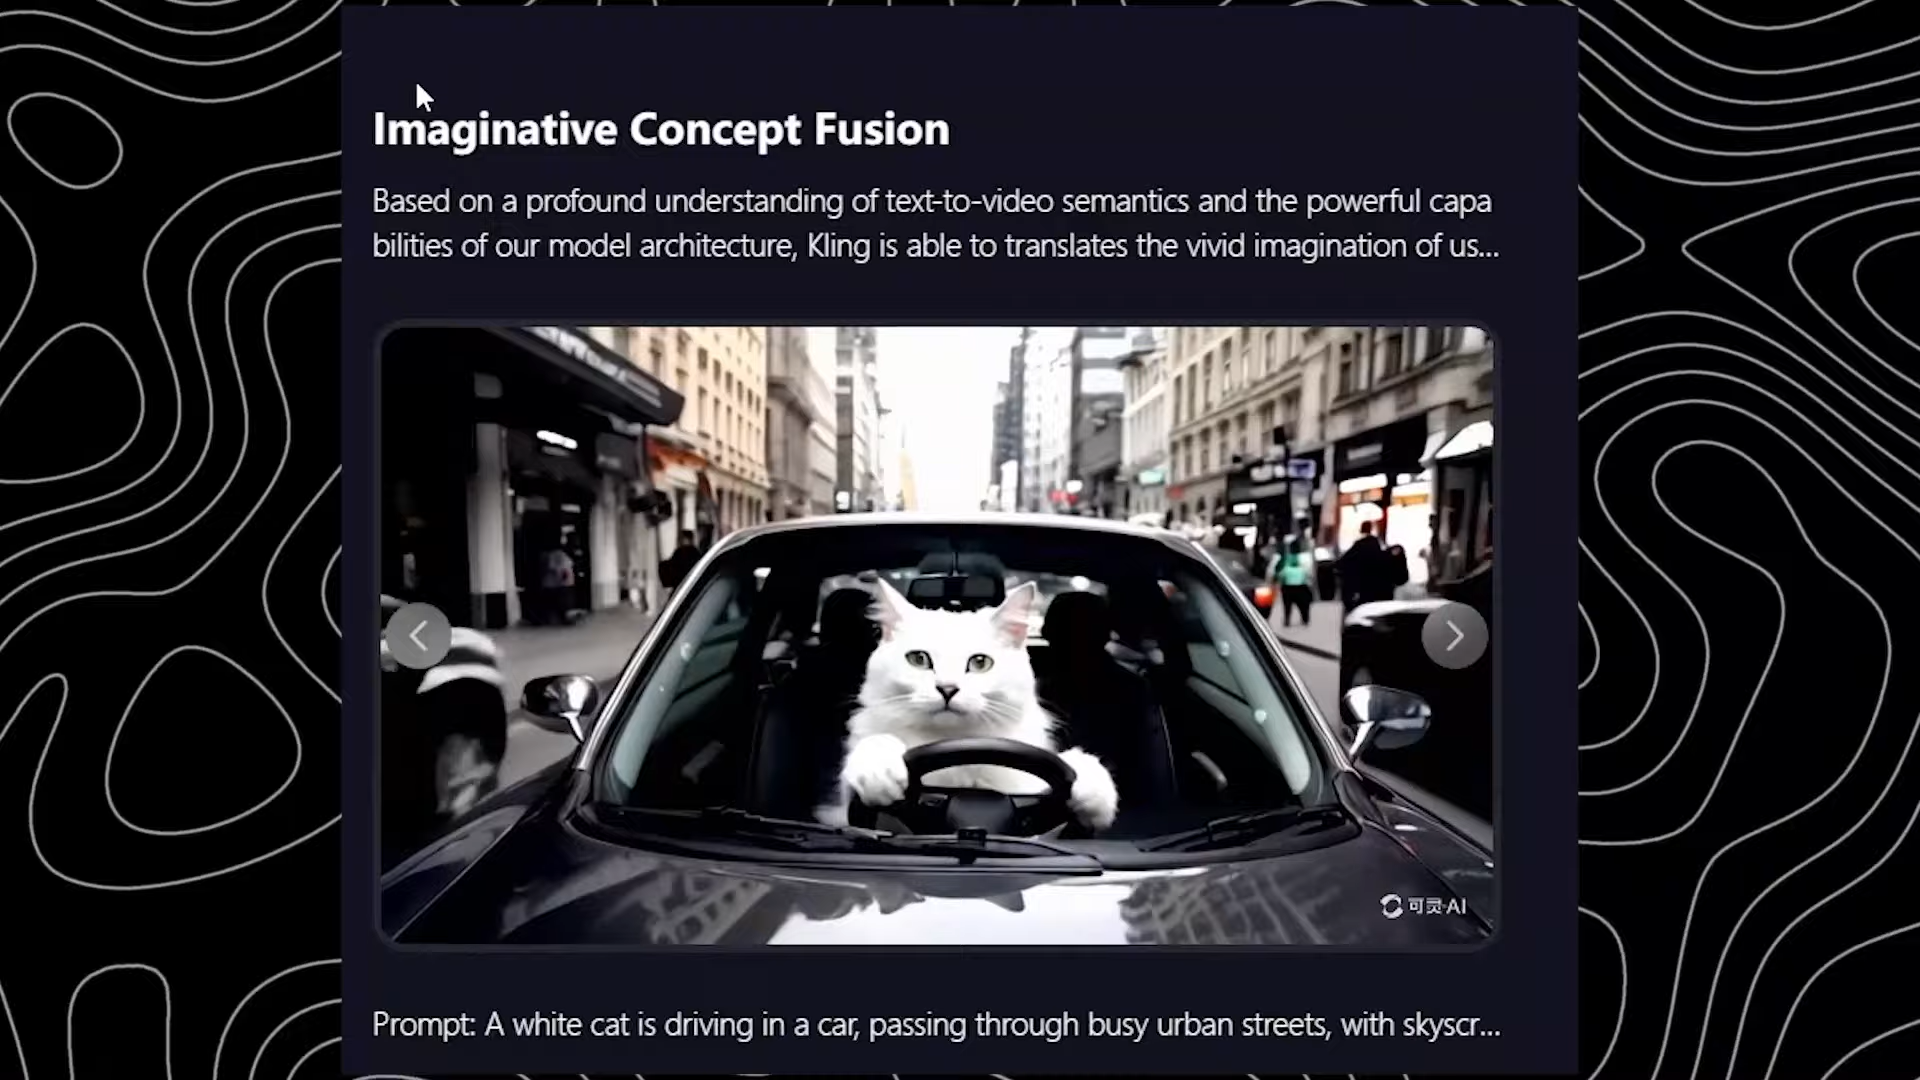 Imaginative Concept Fusion
Based on a profound understanding of text-to-video semantics and the powerful capa
bilities of our model architecture, Kling is able to translates the vivid imagination of us...
可灵AI
Prompt: A white cat is driving in a car, passing through busy urban streets, with skyscr...